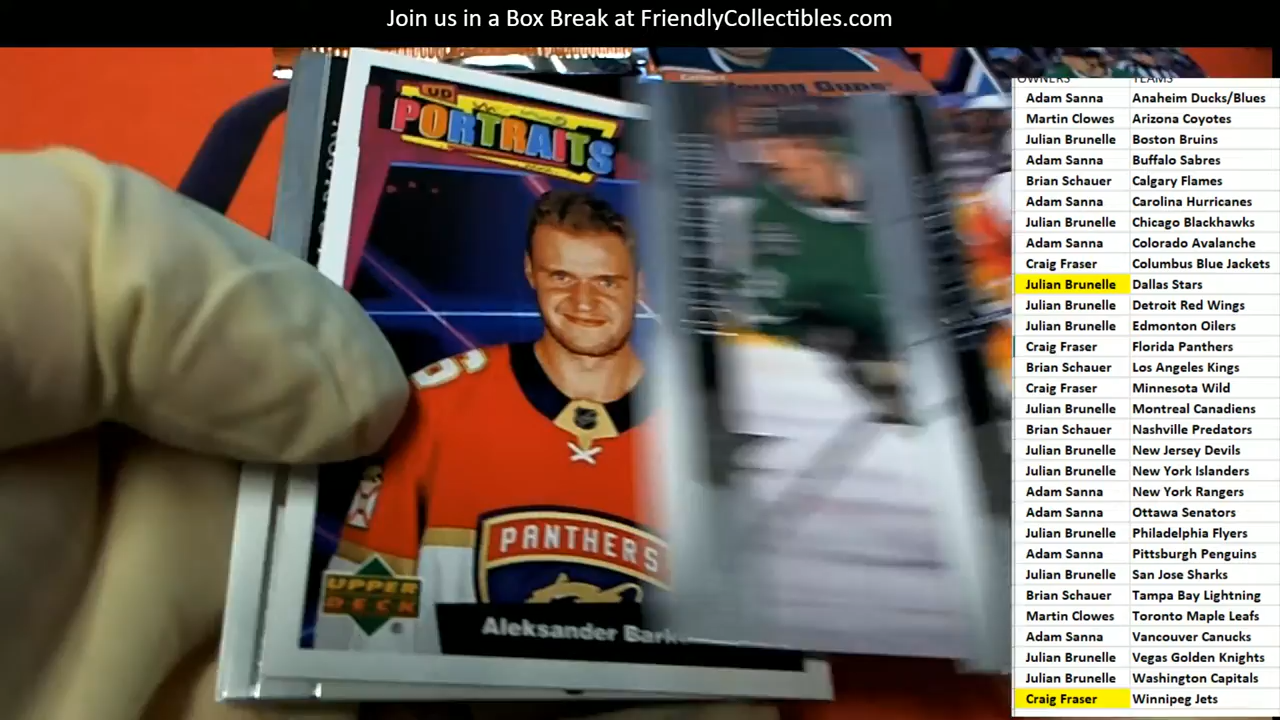 Join us in a Box Break at FriendlyCollectibles.com
UD
PORTRAITS
Young Guns
PANTHERS
UPPER
DECK
Aleksander
OWNERS TEAMS
Adam Sanna Anaheim Ducks/Blues
Martin Clowes Arizona Coyotes
Julian Brunelle Boston Bruins
Adam Sanna Buffalo Sabres
Brian Schauer Calgary Flames
Adam Sanna Carolina Hurricanes
Julian Brunelle Chicago Blackhawks
Adam Sanna Colorado Avalanche
Craig Fraser Columbus Blue Jackets
Julian Brunelle Dallas Stars
Julian Brunelle Detroit Red Wings
Julian Brunelle Edmonton Oilers
Craig Fraser Florida Panthers
Brian Schauer Los Angeles Kings
Craig Fraser Minnesota Wild
Julian Brunelle Montreal Canadiens
Brian Schauer Nashville Predators
Julian Brunelle New Jersey Devils
Julian Brunelle New York Islanders
Adam Sanna New York Rangers
Adam Sanna Ottawa Senators
Julian Brunelle Philadelphia Flyers
Adam Sanna Pittsburgh Penguins
Julian Brunelle San Jose Sharks
Brian Schauer Tampa Bay Lightning
Martin Clowes Toronto Maple Leafs
Adam Sanna Vancouver Canucks
Julian Brunelle Vegas Golden Knights
Julian Brunelle Washington Capitals
Craig Fraser Winnipeg Jets